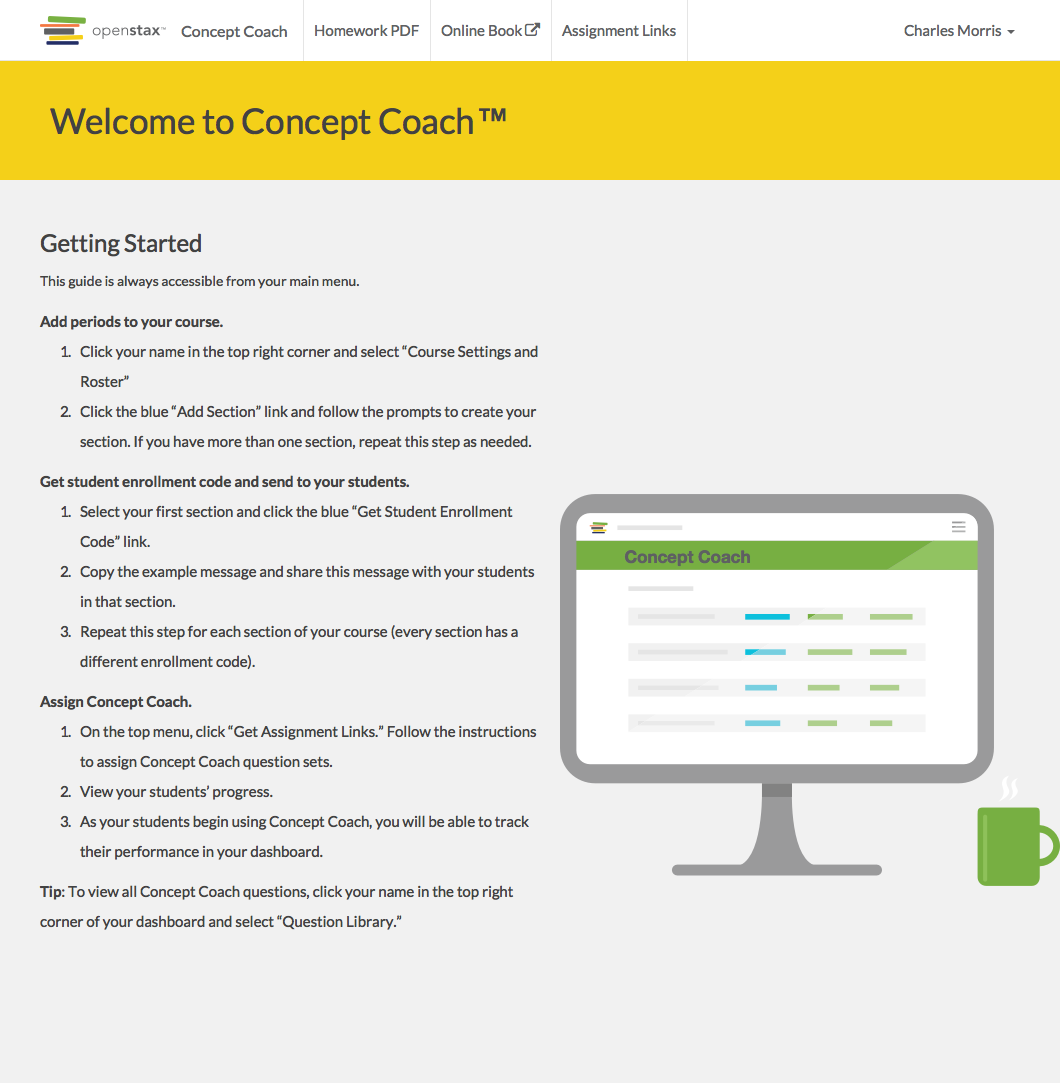 openstax™ Concept Coach Homework PDF Online Book Assignment Links Charles Morris
Welcome to Concept Coach™
Getting Started
This guide is always accessible from your main menu.
Add periods to your course.
1. Click your name in the top right corner and select “Course Settings and
Roster”
2. Click the blue “Add Section” link and follow the prompts to create your
section. If you have more than one section, repeat this step as needed.
Get student enrollment code and send to your students.
1. Select your first section and click the blue “Get Student Enrollment
Code” link.
2. Copy the example message and share this message with your students
in that section.
3. Repeat this step for each section of your course (every section has a
different enrollment code).
Assign Concept Coach.
1. On the top menu, click “Get Assignment Links.” Follow the instructions
to assign Concept Coach question sets.
2. View your students’ progress.
3. As your students begin using Concept Coach, you will be able to track
their performance in your dashboard.
Tip: To view all Concept Coach questions, click your name in the top right
corner of your dashboard and select “Question Library.”
Concept Coach